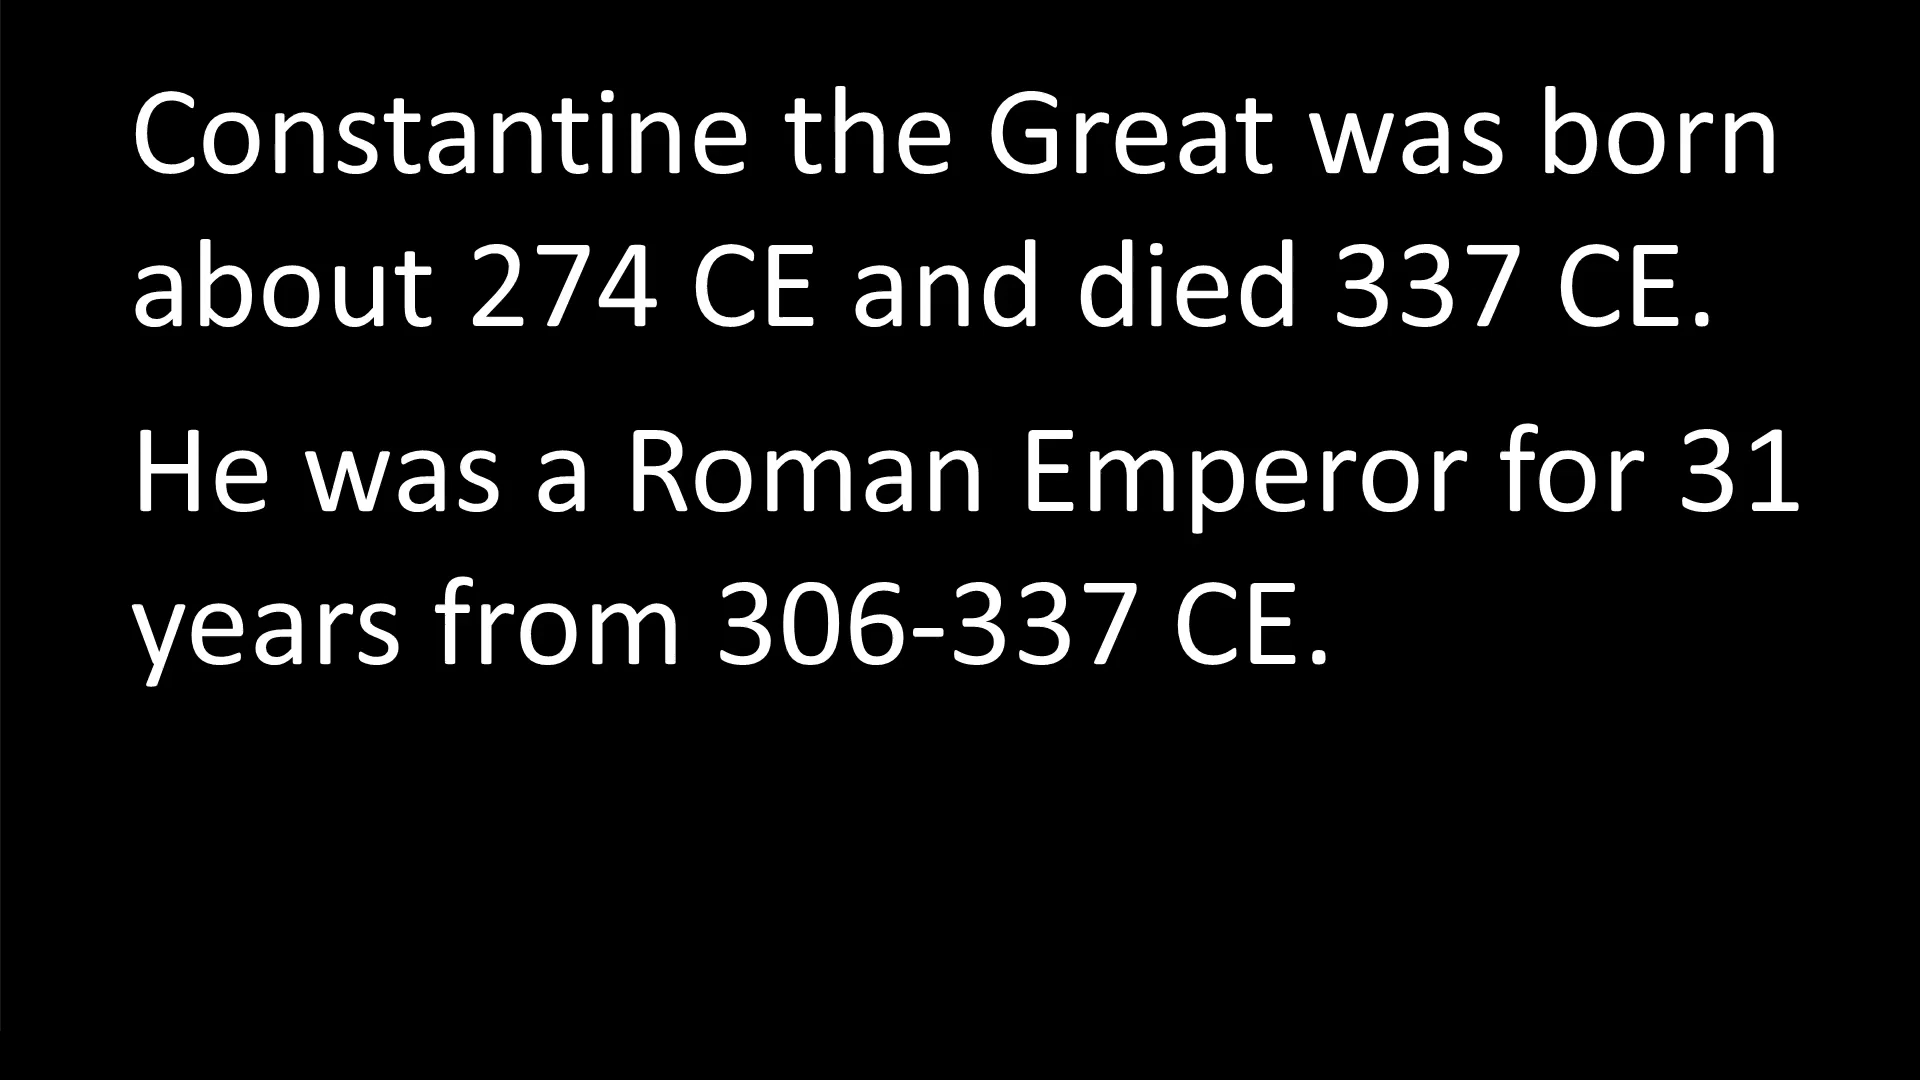 Constantine the Great was born
about 274 CE and died 337 CE.
He was a Roman Emperor for 31
years from 306-337 CE.